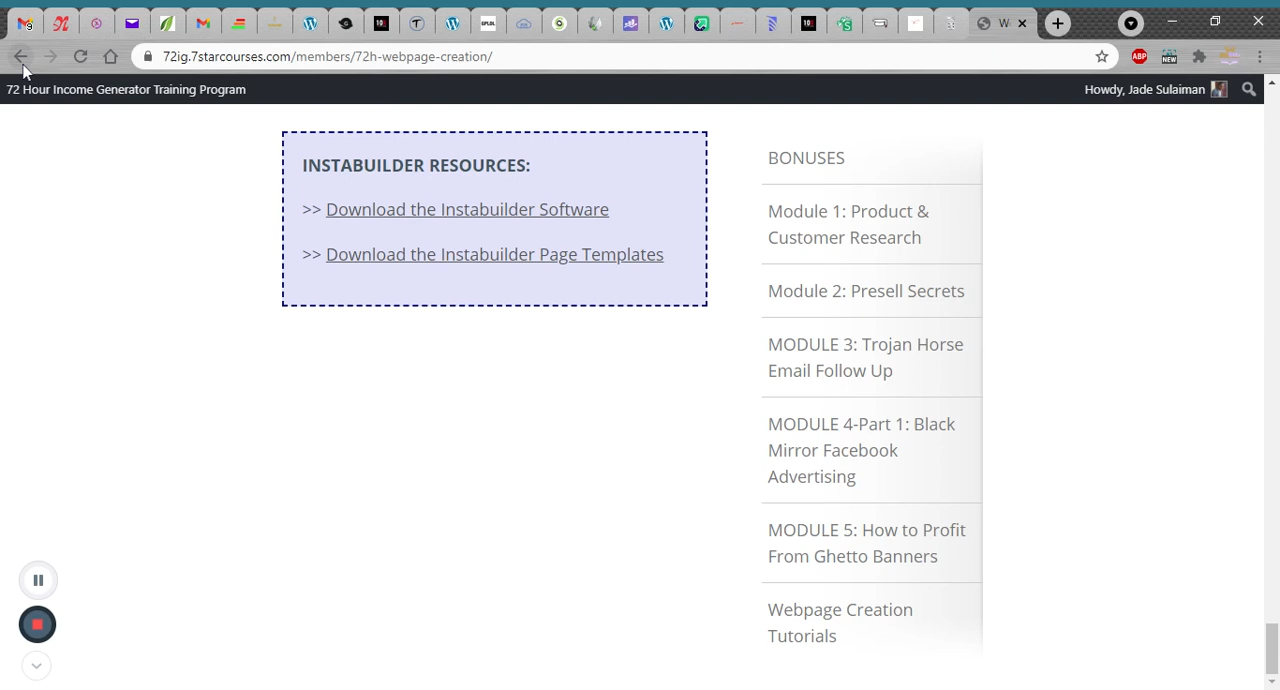 W
72ig.7starcourses.com/members/72h-webpage-creation/
ABP
NEW
72 Hour Income Generator Training Program
Howdy, Jade Sulaiman
INSTABUILDER RESOURCES:
>> Download the Instabuilder Software
>> Download the Instabuilder Page Templates
BONUSES
Module 1: Product &
Customer Research
Module 2: Presell Secrets
MODULE 3: Trojan Horse
Email Follow Up
MODULE 4-Part 1: Black
Mirror Facebook
Advertising
MODULE 5: How to Profit
From Ghetto Banners
Webpage Creation
Tutorials